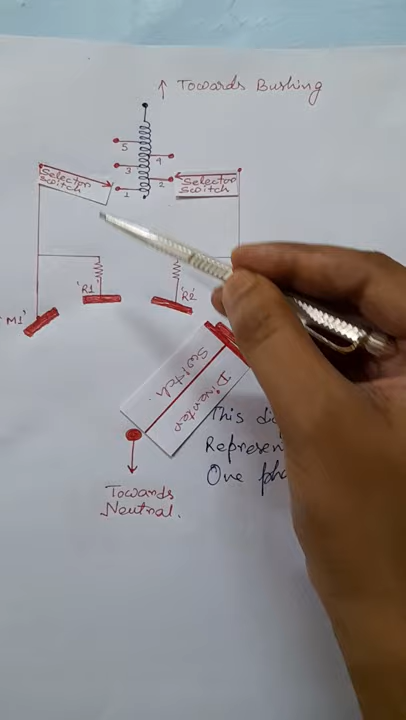 ↑ Towards Bushing
5
4
3
2
1
Selector
Switch
Selector
Switch
'R1'
'R2'
'M1'
Diverter
Switch.
This
Towards
Neutral.
One